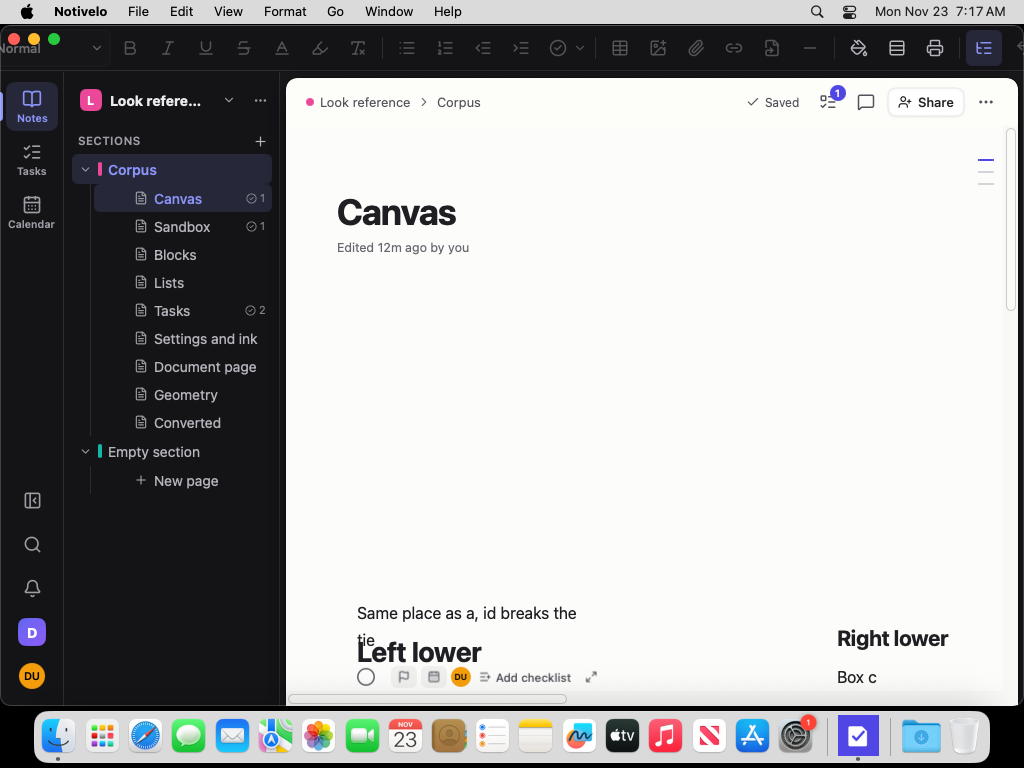 Notivelo File Edit View Format Go Window Help Mon Nov 23 7:17 AM
Normal
L Look refere...
Look reference > Corpus
Saved
1
Share
Notes
SECTIONS
Tasks
Corpus
Canvas 1
Calendar
Sandbox 1
Blocks
Lists
Tasks 2
Settings and ink
Document page
Geometry
Converted
Empty section
New page
D
DU
Canvas
Edited 12m ago by you
Same place as a, id breaks the
tie
Left lower
DU Add checklist
Right lower
Box c
NOV
23
tv
1